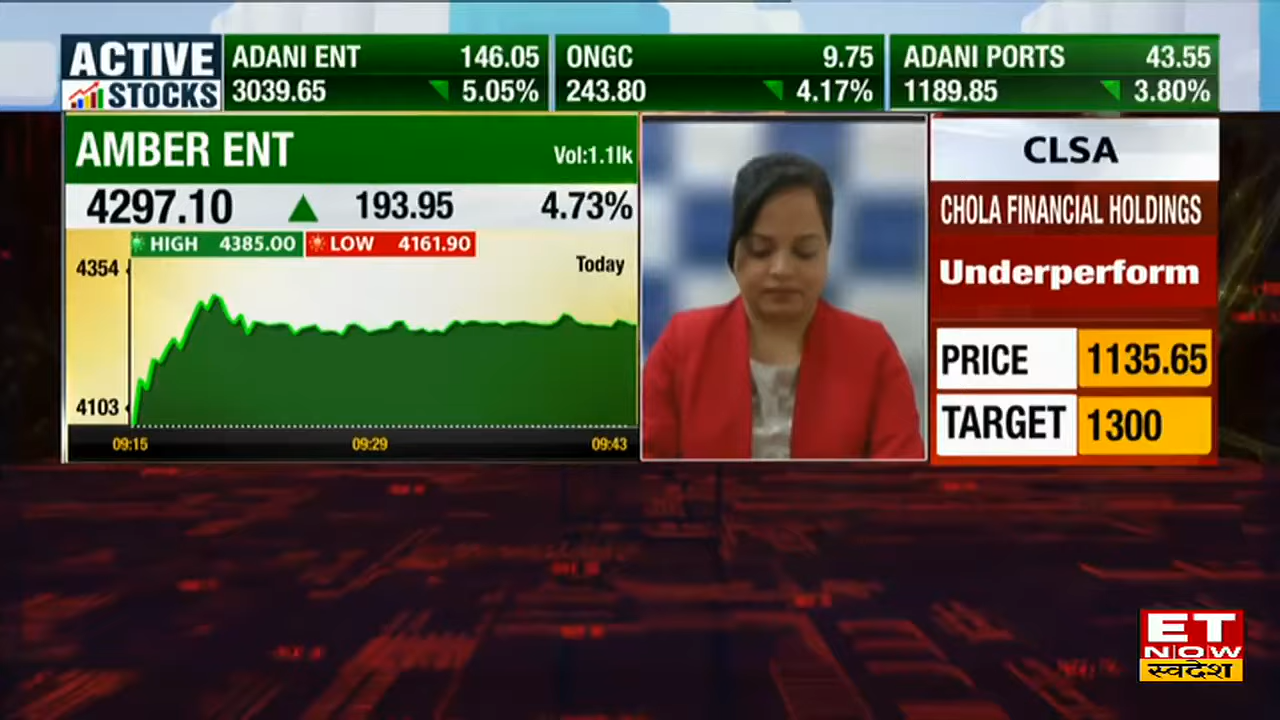 ACTIVE STOCKS
ADANI ENT 146.05
3039.65 5.05%
ONGC 9.75
243.80 4.17%
ADANI PORTS 43.55
1189.85 3.80%
AMBER ENT Vol:1.1lk
4297.10 193.95 4.73%
HIGH 4385.00 LOW 4161.90
Today
4354
4103
09:15 09:29 09:43
CLSA
CHOLA FINANCIAL HOLDINGS
Underperform
PRICE 1135.65
TARGET 1300
ET
NOW
स्वदेश